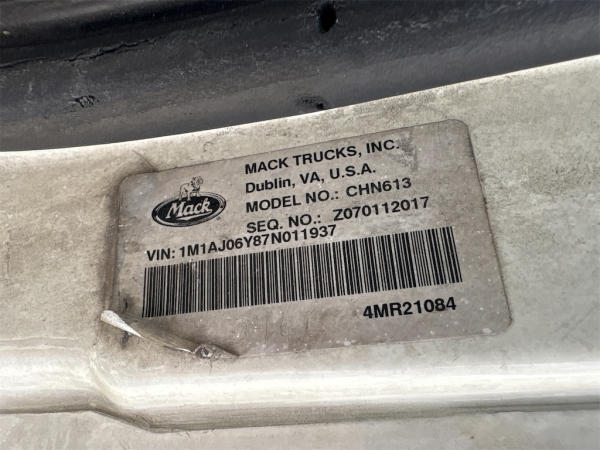 MACK TRUCKS, INC.
Dublin, VA, U.S.A.
Mack
MODEL NO.: CHN613
SEQ. NO.: Z070112017
VIN: 1M1AJ06Y87N011937
4MR21084